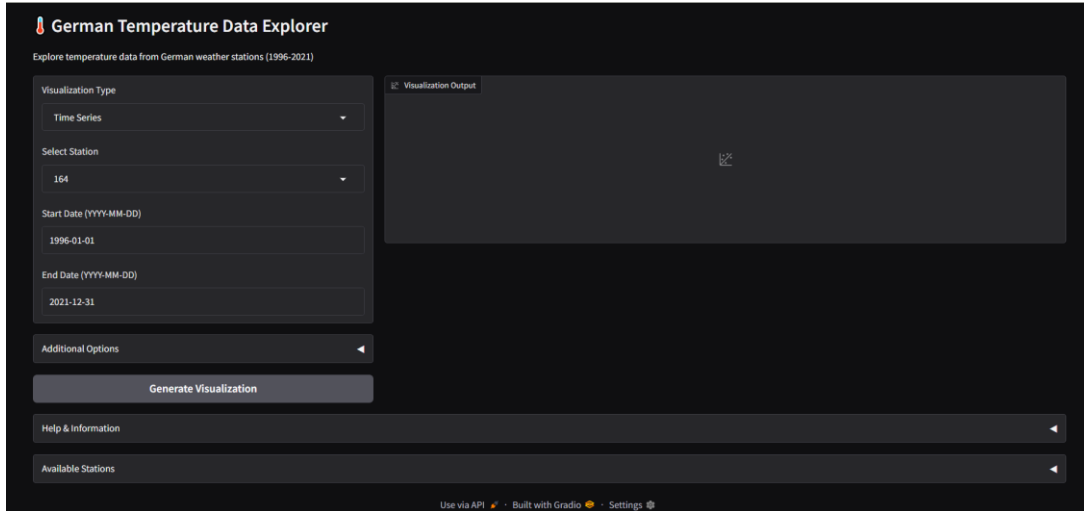 🌡️ German Temperature Data Explorer
Explore temperature data from German weather stations (1996-2021)
Visualization Type
Time Series
Select Station
164
Start Date (YYYY-MM-DD)
1996-01-01
End Date (YYYY-MM-DD)
2021-12-31
Additional Options
Generate Visualization
Visualization Output
Help & Information
Available Stations
Use via API 🚀 · Built with Gradio · Settings ⚙️